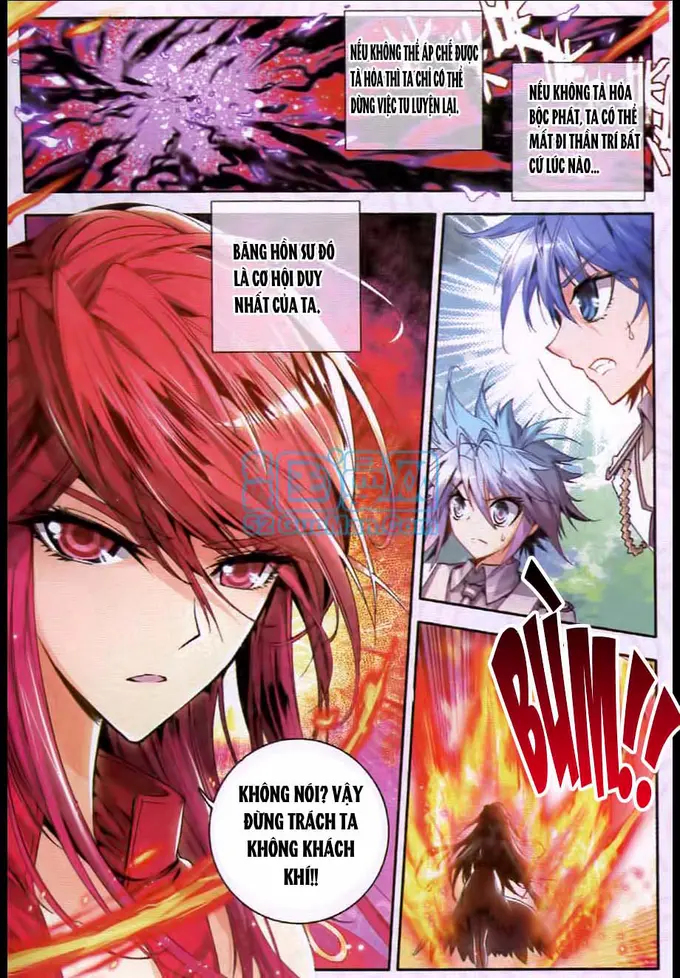 NẾU KHÔNG THỂ ÁP CHẾ ĐƯỢC
TÀ HỎA THÌ TA CHỈ CÓ THỂ
DỪNG VIỆC TU LUYỆN LẠI.
NẾU KHÔNG TÀ HỎA
BỘC PHÁT, TA CÓ THỂ
MẤT ĐI THẦN TRÍ BẤT
CỨ LÚC NÀO...
BĂNG HỒN SƯ ĐÓ
LÀ CƠ HỘI DUY
NHẤT CỦA TA.
BÙM!!
KHÔNG NÓI? VẬY
ĐỪNG TRÁCH TA
KHÔNG KHÁCH
KHÍ!!